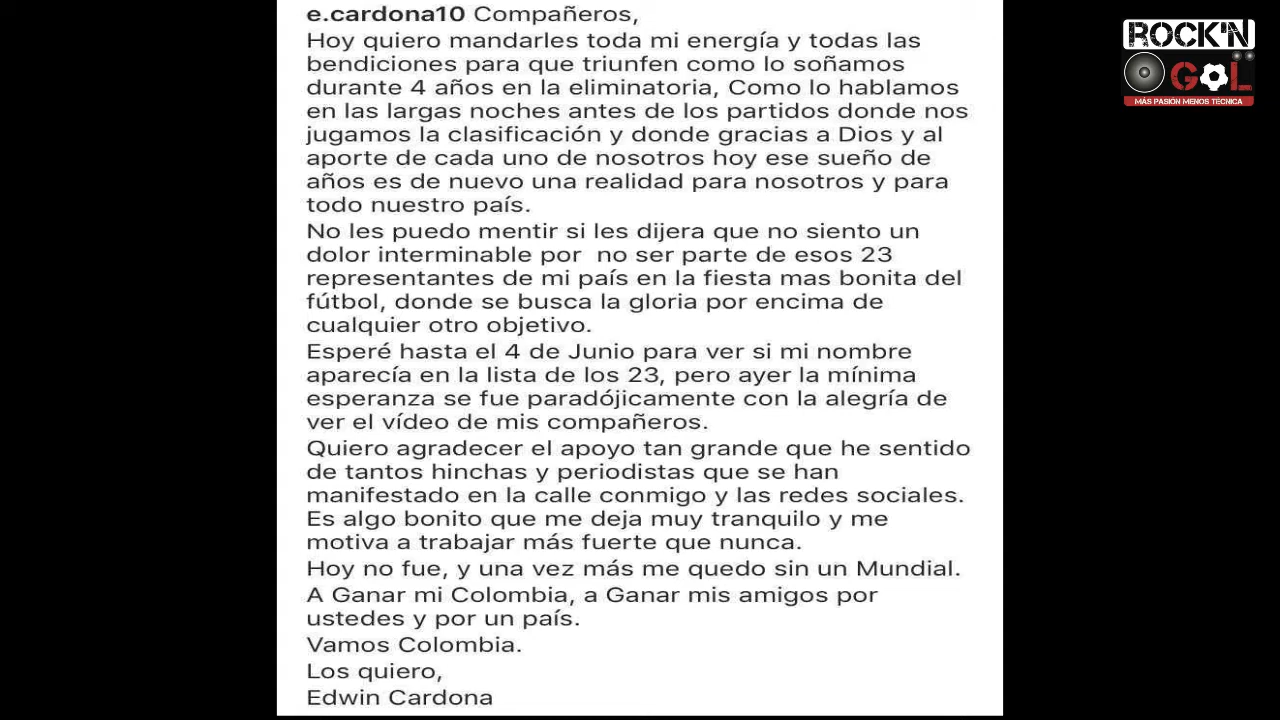 e.cardona10 Compañeros,
Hoy quiero mandarles toda mi energía y todas las
bendiciones para que triunfen como lo soñamos
durante 4 años en la eliminatoria, Como lo hablamos
en las largas noches antes de los partidos donde nos
jugamos la clasificación y donde gracias a Dios y al
aporte de cada uno de nosotros hoy ese sueño de
años es de nuevo una realidad para nosotros y para
todo nuestro país.
No les puedo mentir si les dijera que no siento un
dolor interminable por  no ser parte de esos 23
representantes de mi país en la fiesta mas bonita del
fútbol, donde se busca la gloria por encima de
cualquier otro objetivo.
Esperé hasta el 4 de Junio para ver si mi nombre
aparecía en la lista de los 23, pero ayer la mínima
esperanza se fue paradójicamente con la alegría de
ver el vídeo de mis compañeros.
Quiero agradecer el apoyo tan grande que he sentido
de tantos hinchas y periodistas que se han
manifestado en la calle conmigo y las redes sociales.
Es algo bonito que me deja muy tranquilo y me
motiva a trabajar más fuerte que nunca.
Hoy no fue, y una vez más me quedo sin un Mundial.
A Ganar mi Colombia, a Ganar mis amigos por
ustedes y por un país.
Vamos Colombia.
Los quiero,
Edwin Cardona
ROCK'N
GOL
MÁS PASIÓN MENOS TÉCNICA